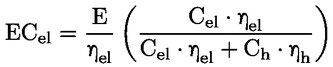 EC_el = E/η_el (C_el · η_el / (C_el · η_el + C_h · η_h))